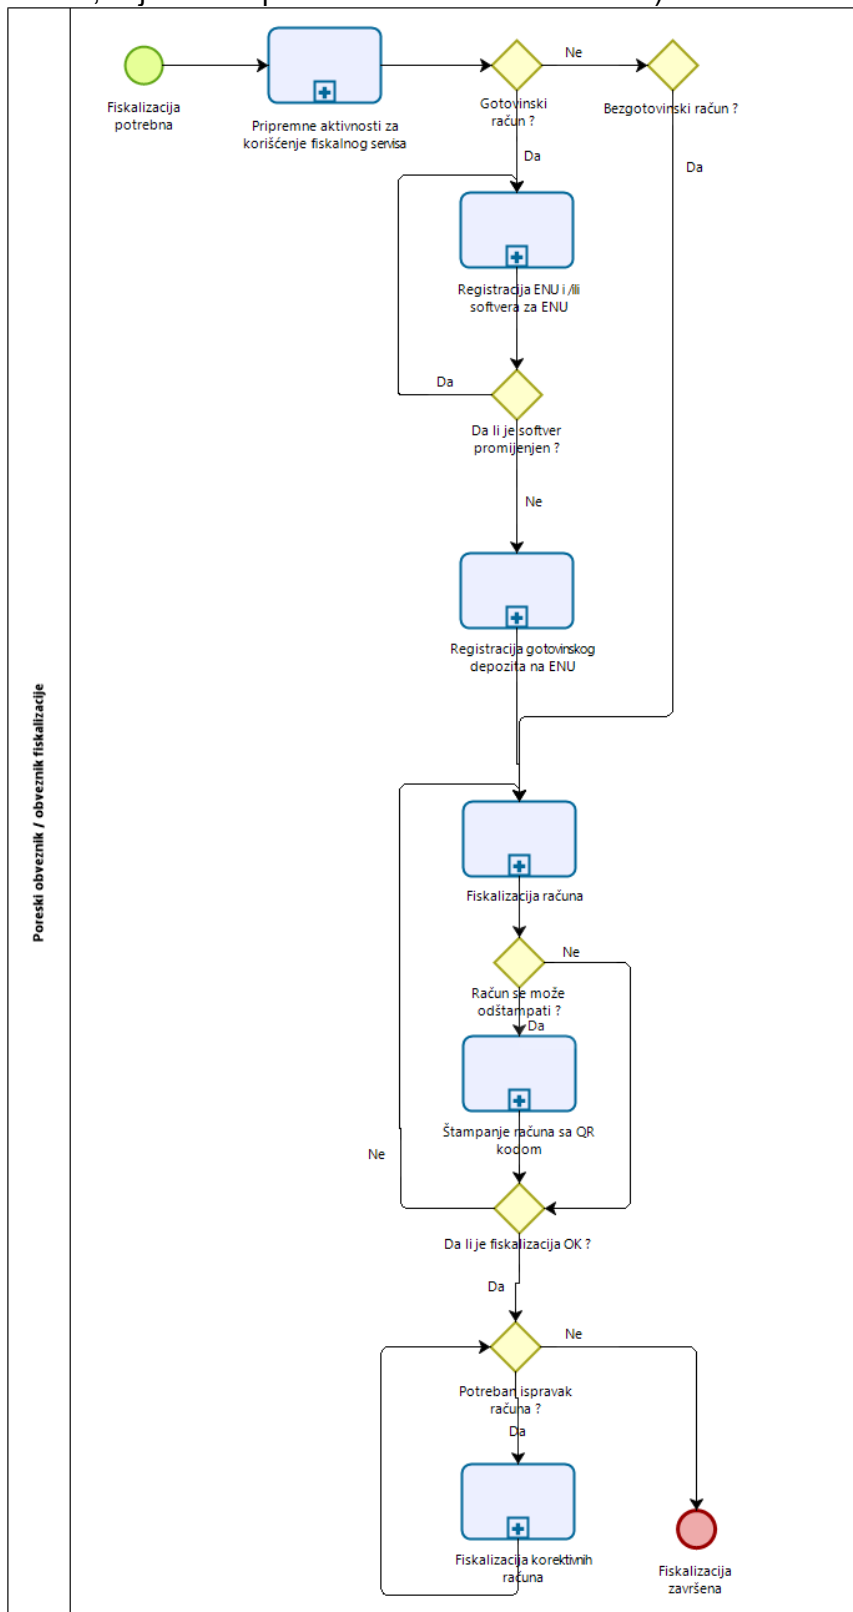 Fiskalizacija
potrebna
Pripremne aktivnosti za
korišćenje fiskalnog servisa
Gotovinski
račun ?
Ne
Bezgotovinski račun ?
Da
Da
Registracija ENU i /ili
softvera za ENU
Da
Da li je softver
promijenjen ?
Ne
Registracija gotovinskog
depozita na ENU
Poreski obveznik / obveznik fiskalizacije
Fiskalizacija računa
Ne
Račun se može
odštampati ?
Da
Štampanje računa sa QR
kodom
Ne
Da li je fiskalizacija OK ?
Da
Ne
Potreban ispravak
računa ?
Da
Fiskalizacija korektivnih
računa
Fiskalizacija
završena